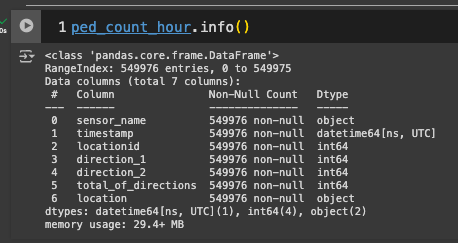 0s
1 ped_count_hour.info()
<class 'pandas.core.frame.DataFrame'>
RangeIndex: 549976 entries, 0 to 549975
Data columns (total 7 columns):
 #   Column               Non-Null Count   Dtype
---  ------               --------------   -----
 0   sensor_name          549976 non-null  object
 1   timestamp            549976 non-null  datetime64[ns, UTC]
 2   locationid           549976 non-null  int64
 3   direction_1          549976 non-null  int64
 4   direction_2          549976 non-null  int64
 5   total_of_directions  549976 non-null  int64
 6   location             549976 non-null  object
dtypes: datetime64[ns, UTC](1), int64(4), object(2)
memory usage: 29.4+ MB